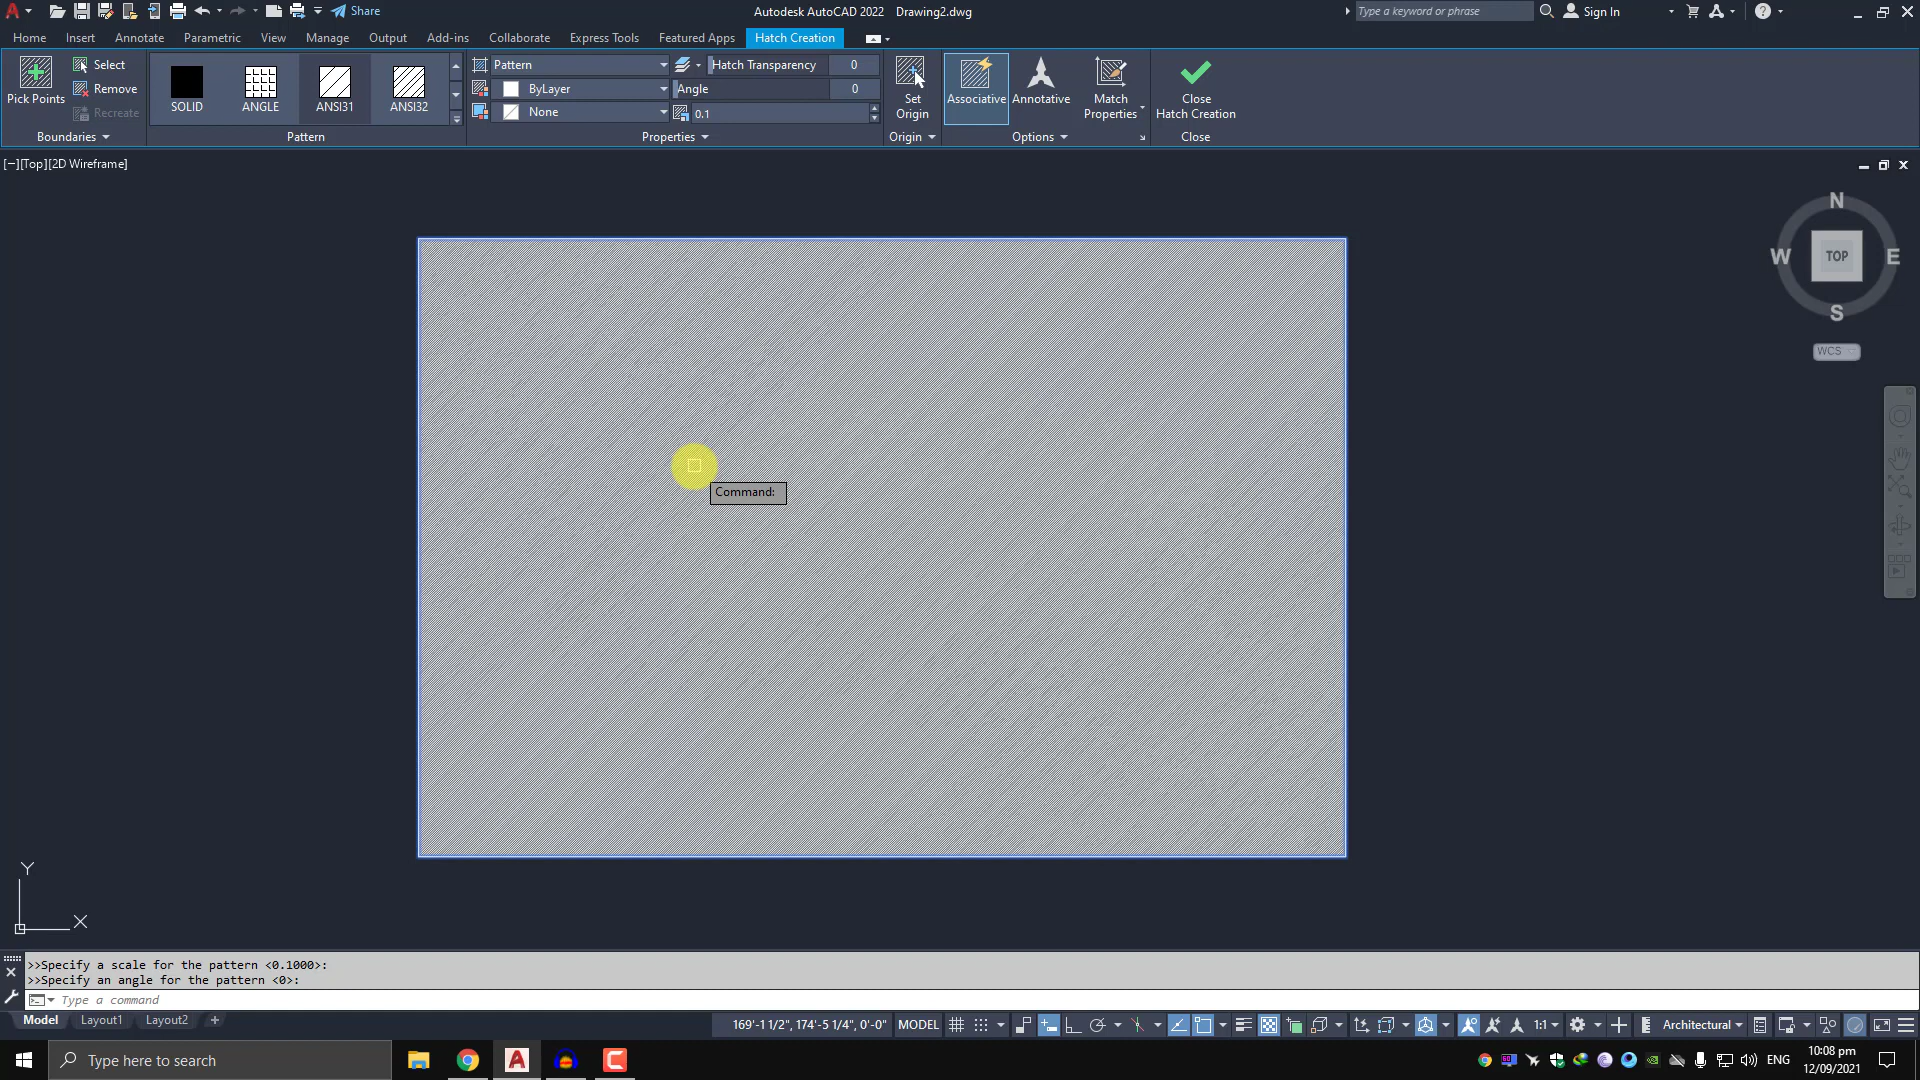 Share
Autodesk AutoCAD 2022 Drawing2.dwg
Type a keyword or phrase
Sign In
Home Insert Annotate Parametric View Manage Output Add-ins Collaborate Express Tools Featured Apps Hatch Creation
Pick Points
Select
Remove
Recreate
SOLID
ANGLE
ANSI31
ANSI32
Pattern
ByLayer
None
Hatch Transparency 0
Angle 0
0.1
Set
Origin
Associative
Annotative
Match
Properties
Close
Hatch Creation
Boundaries
Pattern
Properties
Origin
Options
Close
[−][Top][2D Wireframe]
N
W
TOP
E
S
WCS
Command:
Y
X
>>Specify a scale for the pattern <0.1000>:
>>Specify an angle for the pattern <0>:
Type a command
Model Layout1 Layout2 +
169'-1 1/2", 174'-5 1/4", 0'-0" MODEL
1:1
Architectural
Type here to search
ENG
10:08 pm
12/09/2021